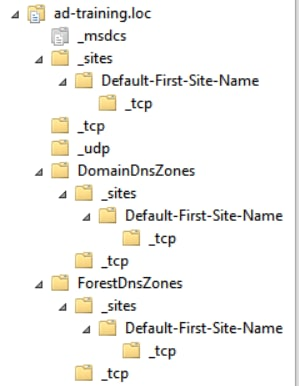 ad-training.loc
_msdcs
_sites
Default-First-Site-Name
_tcp
_tcp
_udp
DomainDnsZones
_sites
Default-First-Site-Name
_tcp
_tcp
ForestDnsZones
_sites
Default-First-Site-Name
_tcp
_tcp